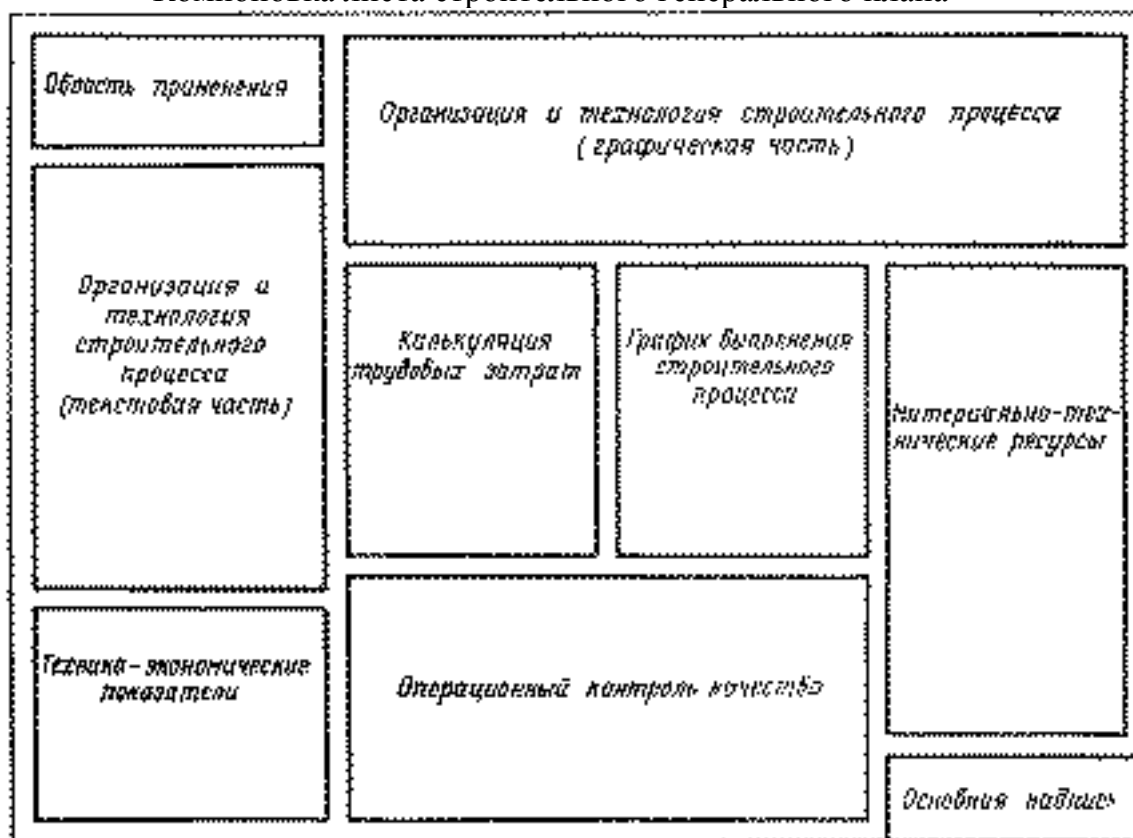 Компоновка листа строительного генерального плана
Область применения
Организация и технология строительного процесса
(графическая часть)
Организация и
технология
строительного
процесса
(текстовая часть)
Калькуляция
трудовых затрат
График выполнения
строительного
процесса
Материально-тех-
нические ресурсы
Технико-экономические
показатели
Операционный контроль качества
Основная